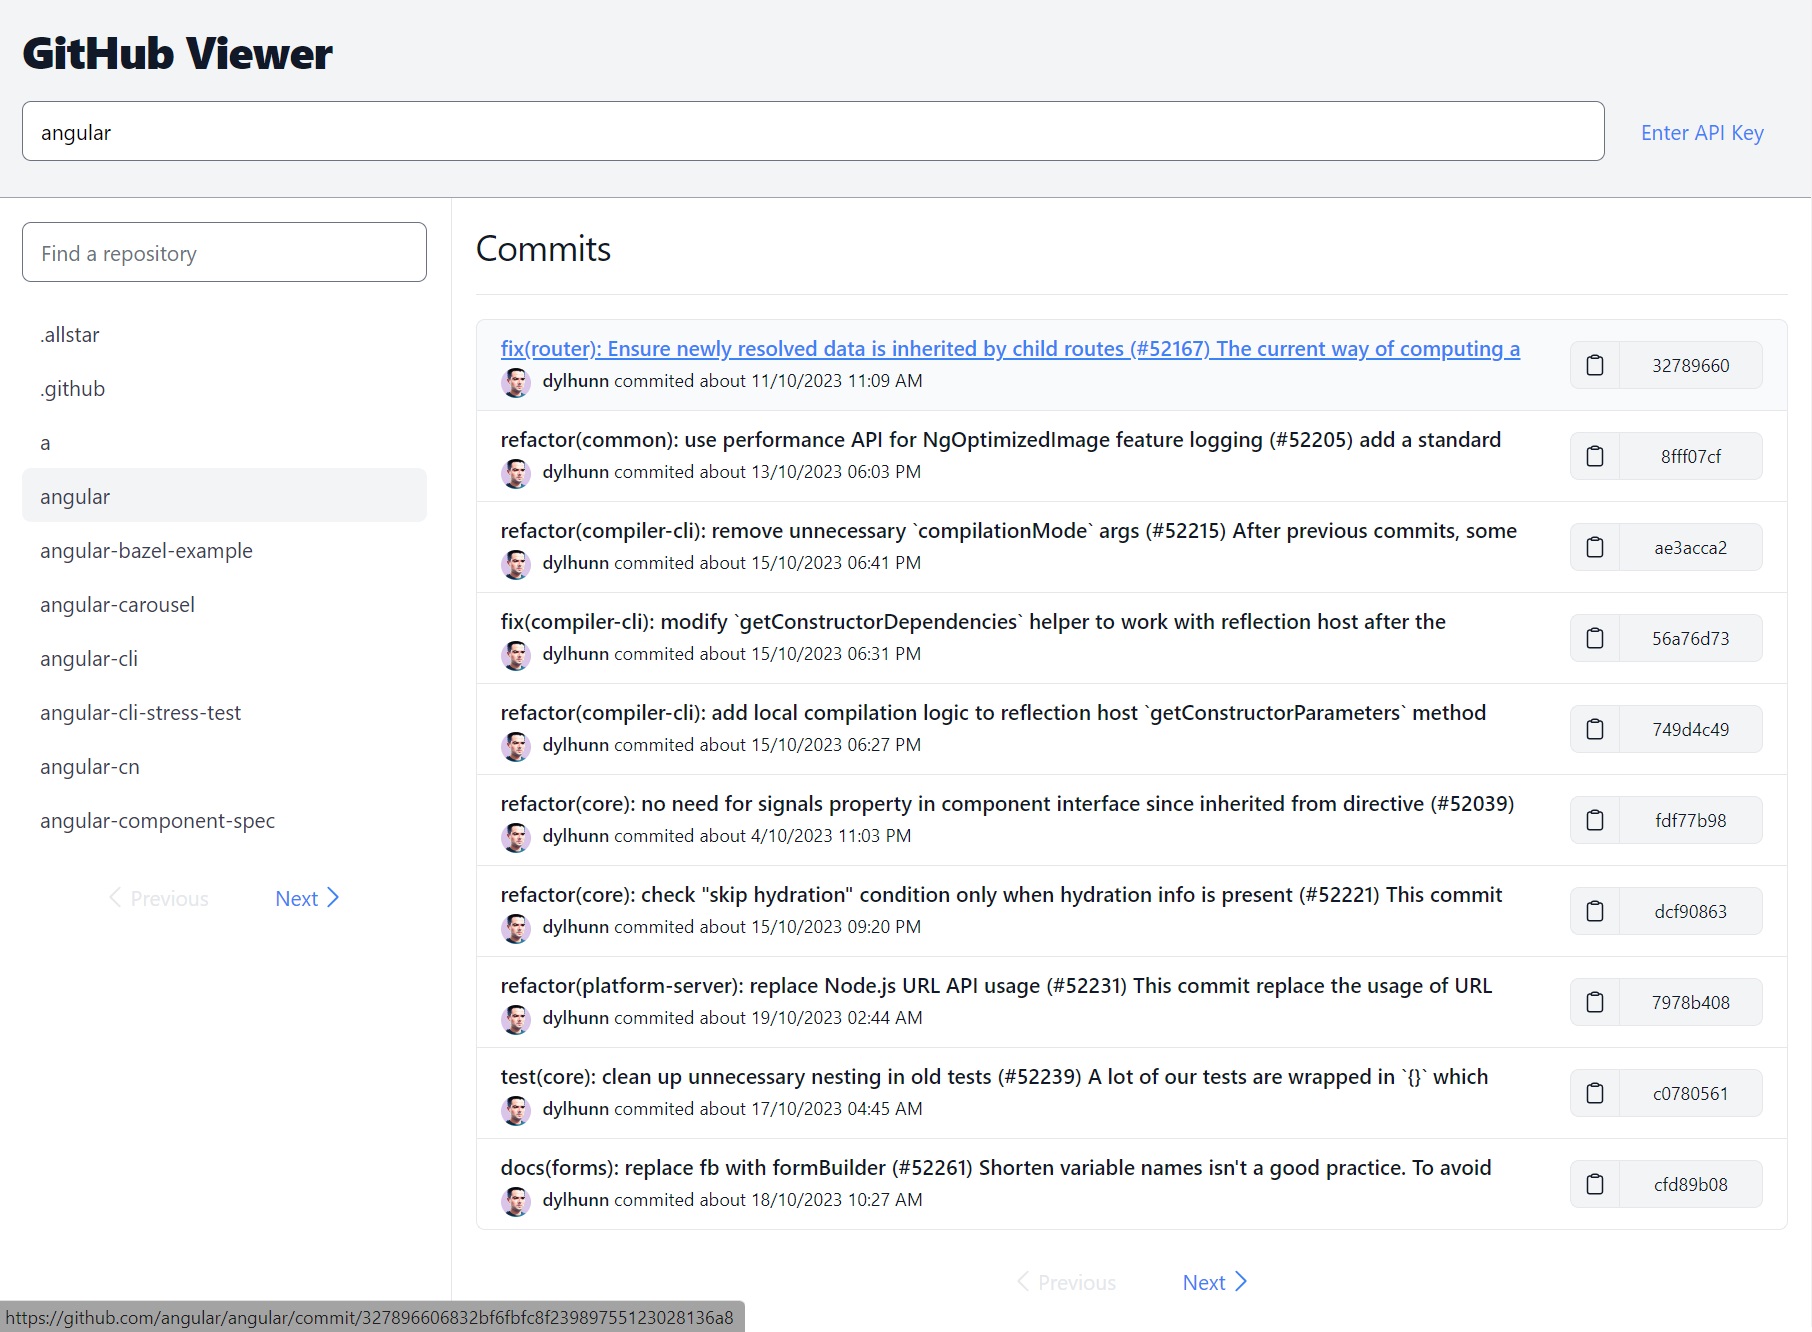 GitHub Viewer
angular
Enter API Key
Find a repository
.allstar
.github
a
angular
angular-bazel-example
angular-carousel
angular-cli
angular-cli-stress-test
angular-cn
angular-component-spec
Previous
Next
Commits
fix(router): Ensure newly resolved data is inherited by child routes (#52167) The current way of computing a
dylhunn commited about 11/10/2023 11:09 AM
32789660
refactor(common): use performance API for NgOptimizedImage feature logging (#52205) add a standard
dylhunn commited about 13/10/2023 06:03 PM
8fff07cf
refactor(compiler-cli): remove unnecessary `compilationMode` args (#52215) After previous commits, some
dylhunn commited about 15/10/2023 06:41 PM
ae3acca2
fix(compiler-cli): modify `getConstructorDependencies` helper to work with reflection host after the
dylhunn commited about 15/10/2023 06:31 PM
56a76d73
refactor(compiler-cli): add local compilation logic to reflection host `getConstructorParameters` method
dylhunn commited about 15/10/2023 06:27 PM
749d4c49
refactor(core): no need for signals property in component interface since inherited from directive (#52039)
dylhunn commited about 4/10/2023 11:03 PM
fdf77b98
refactor(core): check "skip hydration" condition only when hydration info is present (#52221) This commit
dylhunn commited about 15/10/2023 09:20 PM
dcf90863
refactor(platform-server): replace Node.js URL API usage (#52231) This commit replace the usage of URL
dylhunn commited about 19/10/2023 02:44 AM
7978b408
test(core): clean up unnecessary nesting in old tests (#52239) A lot of our tests are wrapped in `{}` which
dylhunn commited about 17/10/2023 04:45 AM
c0780561
docs(forms): replace fb with formBuilder (#52261) Shorten variable names isn't a good practice. To avoid
dylhunn commited about 18/10/2023 10:27 AM
cfd89b08
Previous
Next
https://github.com/angular/angular/commit/327896606832bf6fbfc8f23989755123028136a8